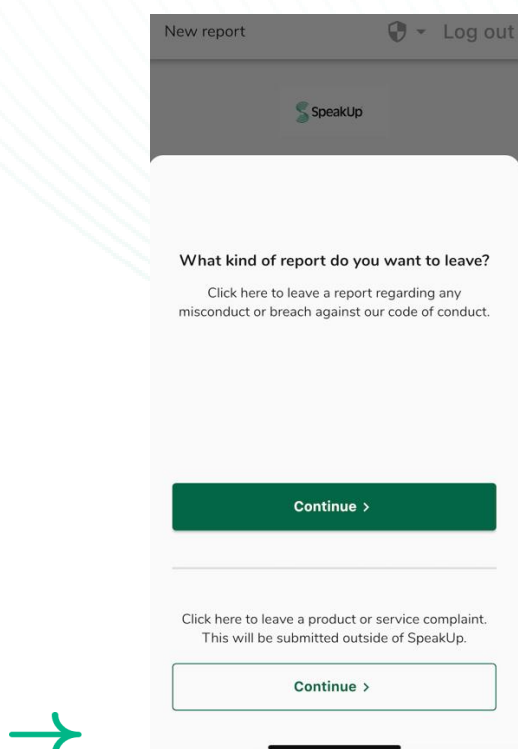 New report
Log out
SpeakUp
What kind of report do you want to leave?
Click here to leave a report regarding any
misconduct or breach against our code of conduct.
Continue >
Click here to leave a product or service complaint.
This will be submitted outside of SpeakUp.
Continue >